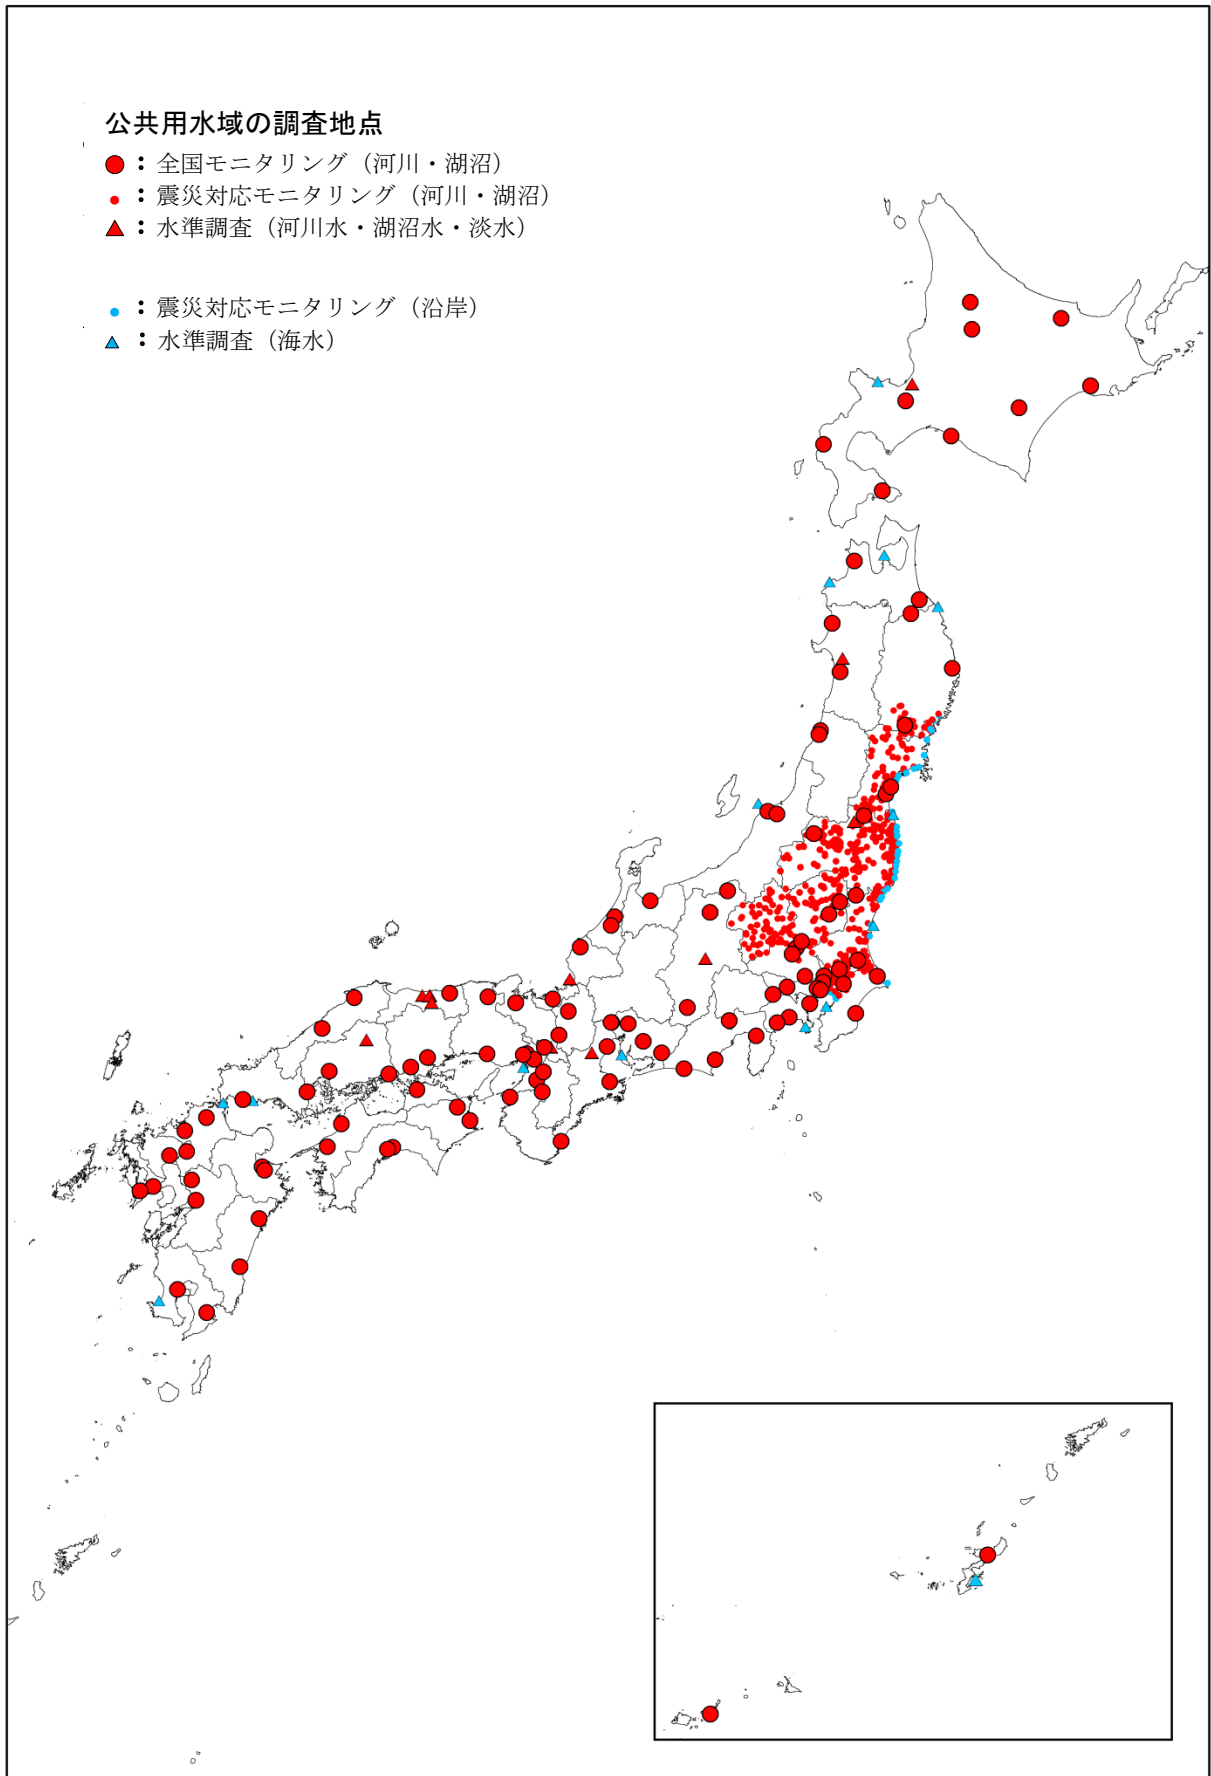 公共用水域の調査地点
：全国モニタリング（河川・湖沼）
：震災対応モニタリング（河川・湖沼）
：水準調査（河川水・湖沼水・淡水）
：震災対応モニタリング（沿岸）
：水準調査（海水）